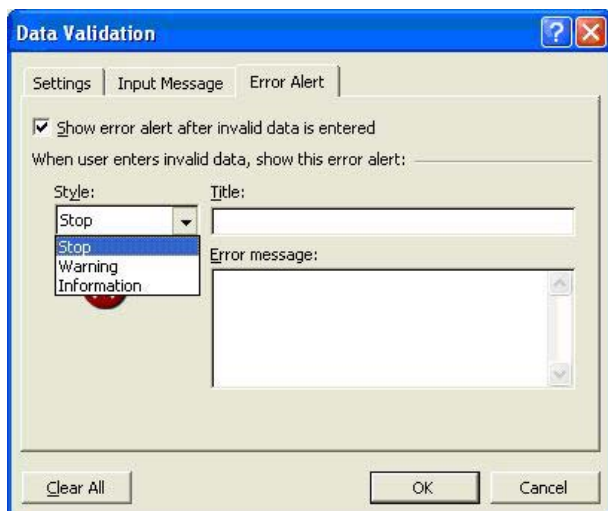 Data Validation
Settings Input Message Error Alert
Show error alert after invalid data is entered
When user enters invalid data, show this error alert:
Style: Title:
Stop
Stop
Warning
Information
Error message:
Clear All OK Cancel